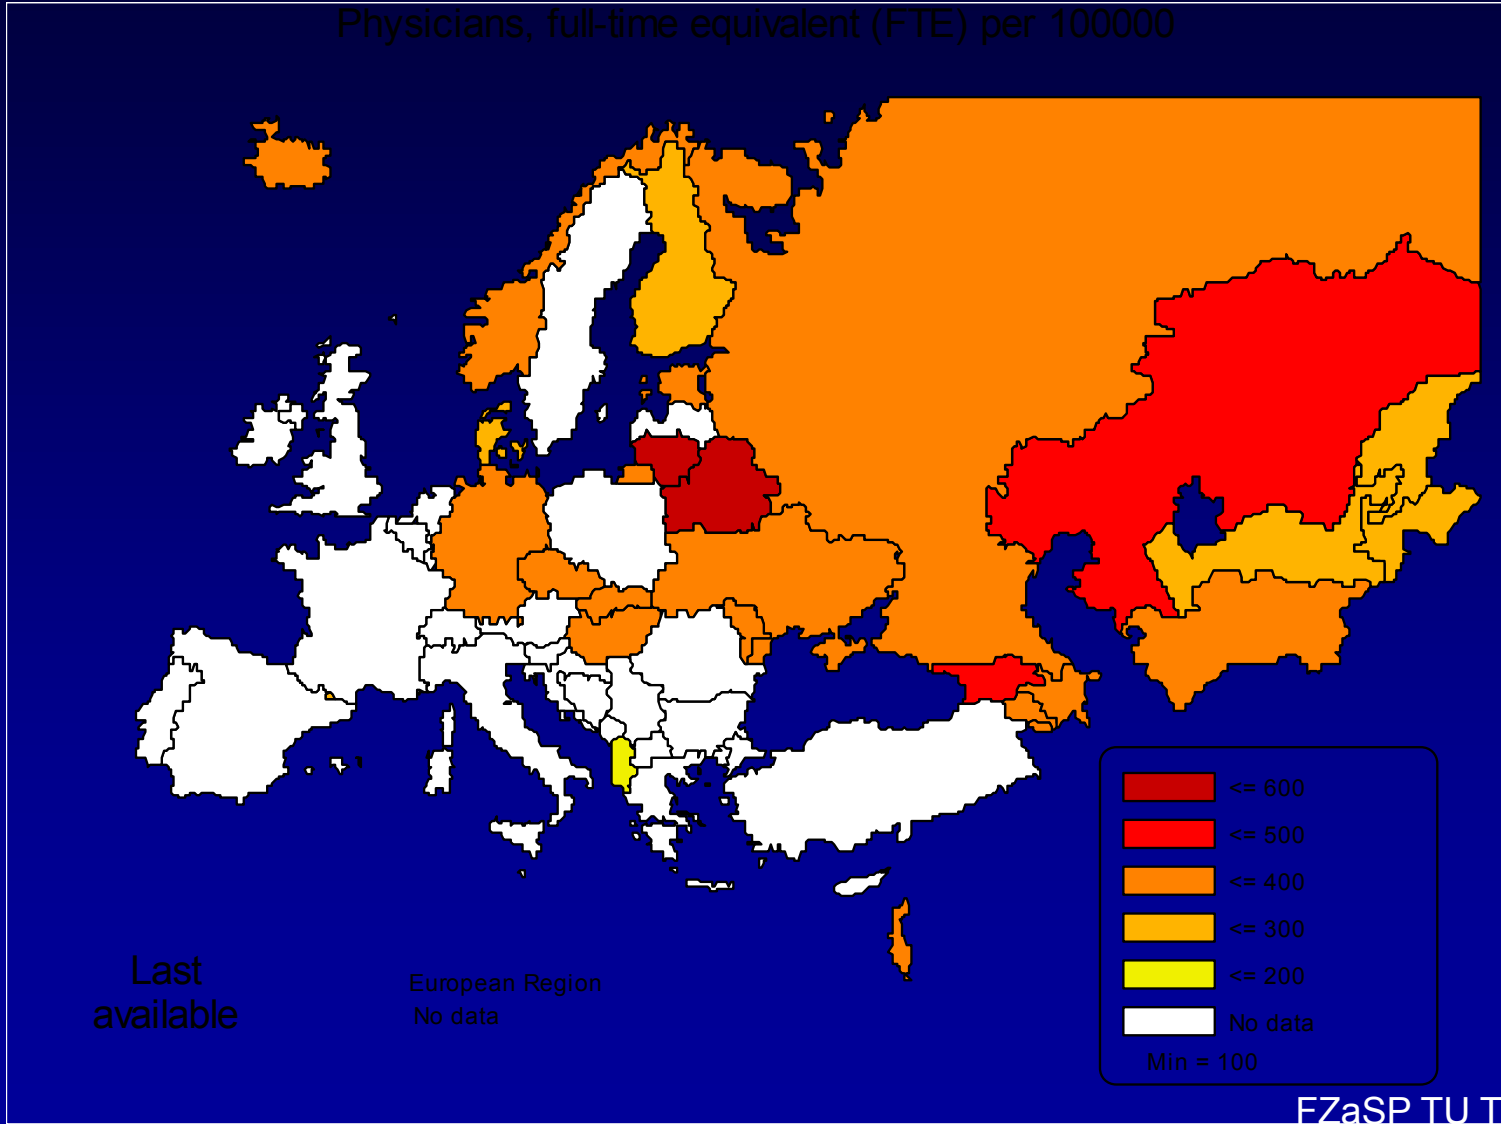 Physicians, full-time equivalent (FTE) per 100000
<= 600
<= 500
<= 400
<= 300
<= 200
No data
Min = 100
Last
available
European Region
No data
FZaSP TU T